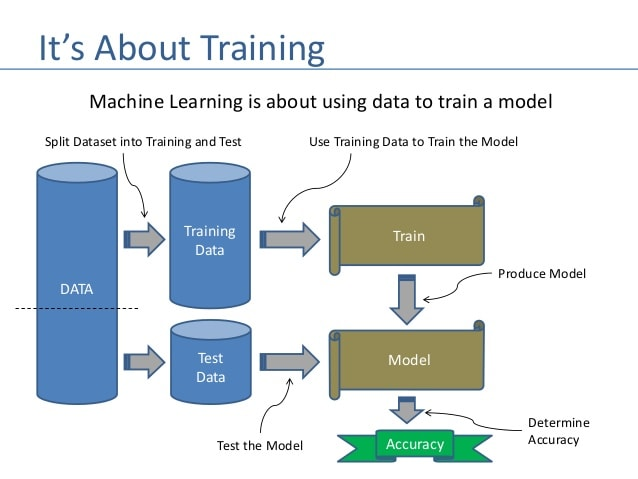 It's About Training
Machine Learning is about using data to train a model
Split Dataset into Training and Test
Use Training Data to Train the Model
DATA
Training
Data
Train
Produce Model
Test
Data
Model
Test the Model
Determine
Accuracy
Accuracy